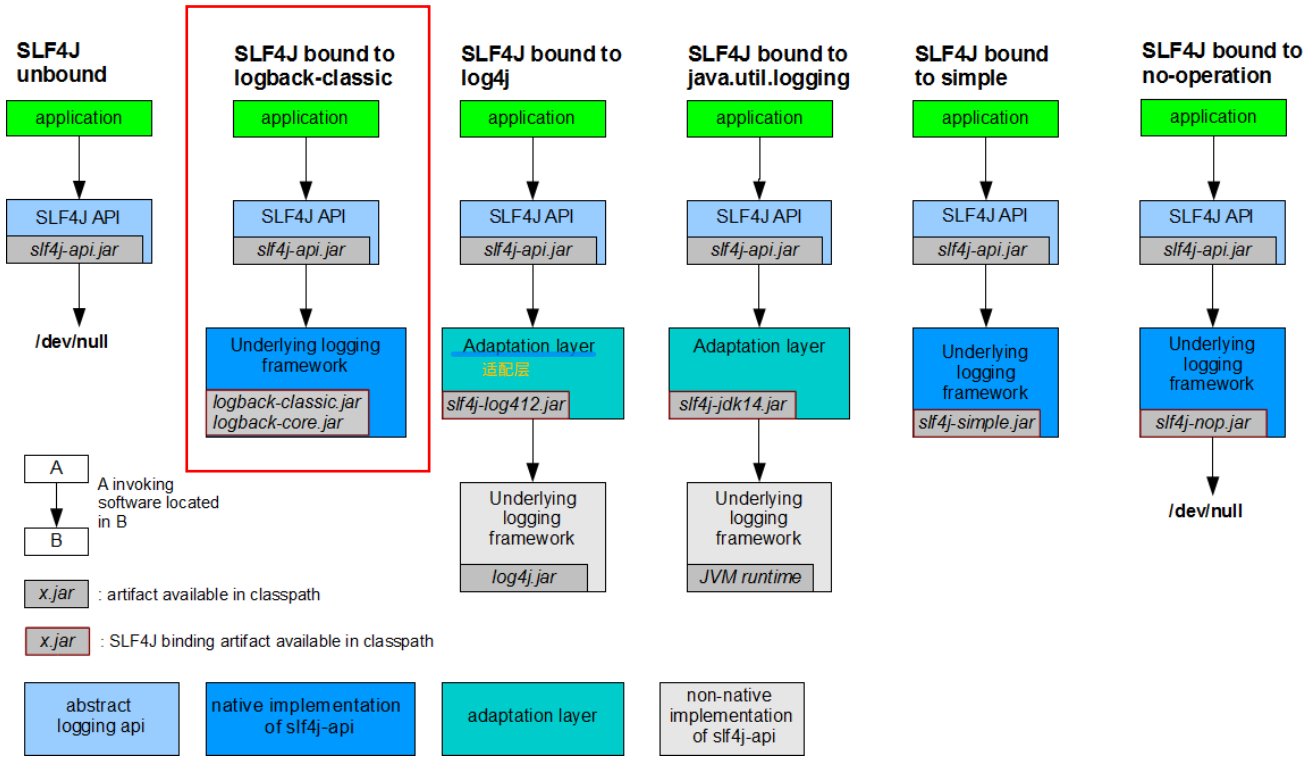 SLF4J
unbound
application
SLF4J API
slf4j-api.jar
/dev/null
SLF4J bound to
logback-classic
application
SLF4J API
slf4j-api.jar
Underlying logging
framework
logback-classic.jar
logback-core.jar
SLF4J bound to
log4j
application
SLF4J API
slf4j-api.jar
Adaptation layer
适配层
slf4j-log412.jar
Underlying
logging
framework
log4j.jar
SLF4J bound to
java.util.logging
application
SLF4J API
slf4j-api.jar
Adaptation layer
slf4j-jdk14.jar
Underlying
logging
framework
JVM runtime
SLF4J bound
to simple
application
SLF4J API
slf4j-api.jar
Underlying
logging
framework
slf4j-simple.jar
SLF4J bound to
no-operation
application
SLF4J API
slf4j-api.jar
Underlying
logging
framework
slf4j-nop.jar
/dev/null
A
B
A invoking
software located
in B
x.jar : artifact available in classpath
x.jar : SLF4J binding artifact available in classpath
abstract
logging api
native implementation
of slf4j-api
adaptation layer
non-native
implementation
of slf4j-api